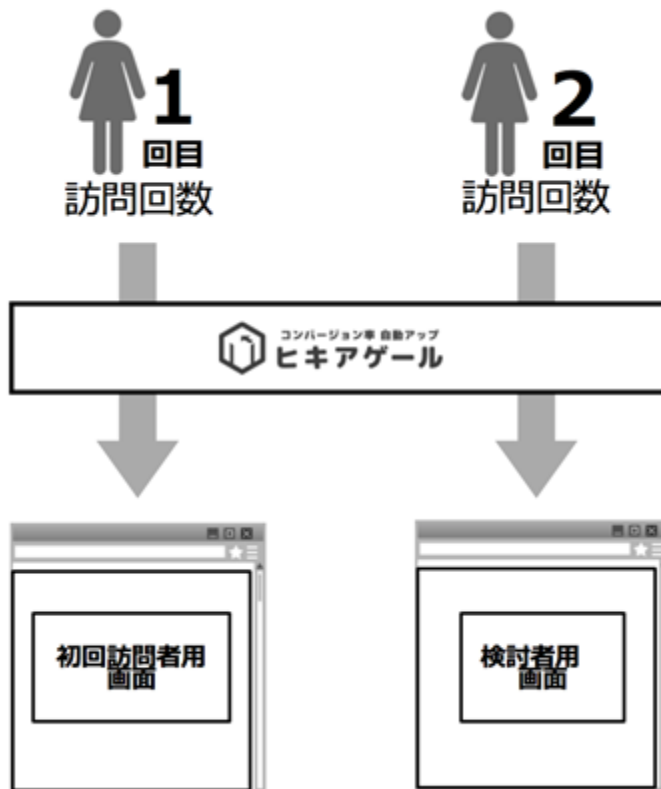 1
回目
訪問回数
2
回目
訪問回数
コンバージョン率 自動アップ
ヒキアゲール
初回訪問者用
画面
検討者用
画面